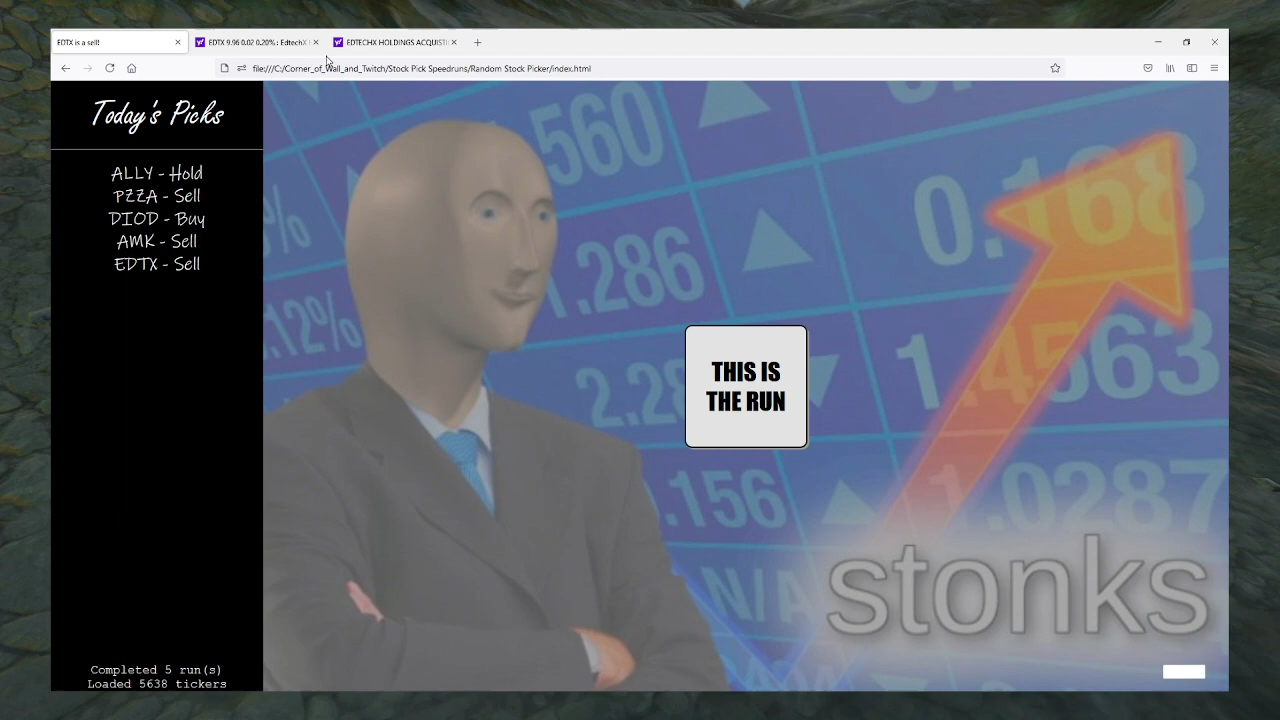 EDTX is a sell!
EDTX 9.96 0.02 0.20% : EdtechX
EDTECHX HOLDINGS ACQUISTI
file:///C:/Corner_of_Wall_and_Twitch/Stock Pick Speedruns/Random Stock Picker/index.html
Today's Picks
ALLY - Hold
PZZA - Sell
DIOD - Buy
AMK - Sell
EDTX - Sell
Completed 5 run(s)
Loaded 5638 tickers
560
0.168
%
1.286
.12%
THIS IS
THE RUN
1.4563
2.28
.156
1.0287
N/A
stonks